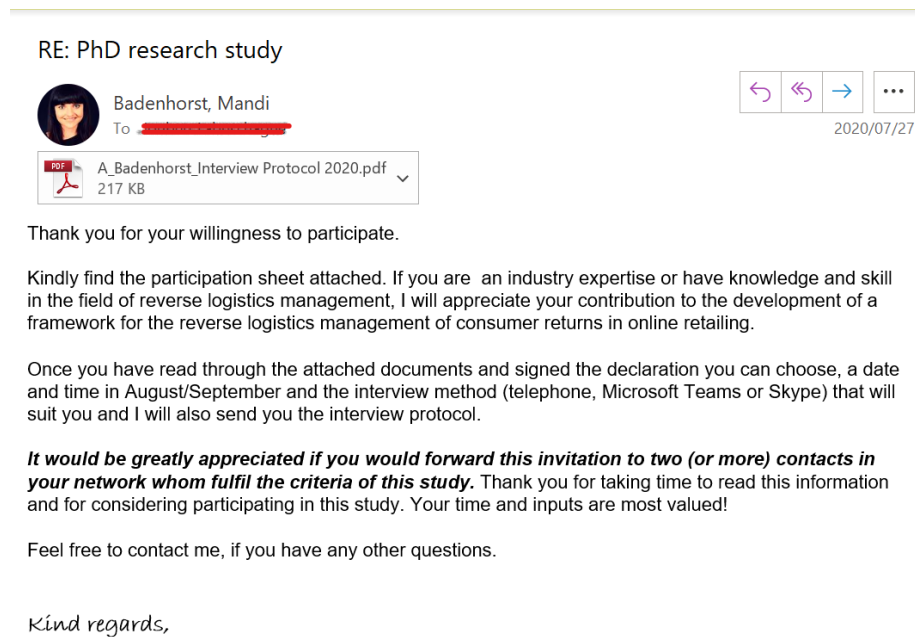 RE: PhD research study
Badenhorst, Mandi
To
2020/07/27
PDF
A_Badenhorst_Interview Protocol 2020.pdf
217 KB
Thank you for your willingness to participate.
Kindly find the participation sheet attached. If you are  an industry expertise or have knowledge and skill
in the field of reverse logistics management, I will appreciate your contribution to the development of a
framework for the reverse logistics management of consumer returns in online retailing.
Once you have read through the attached documents and signed the declaration you can choose, a date
and time in August/September and the interview method (telephone, Microsoft Teams or Skype) that will
suit you and I will also send you the interview protocol.
It would be greatly appreciated if you would forward this invitation to two (or more) contacts in
your network whom fulfil the criteria of this study. Thank you for taking time to read this information
and for considering participating in this study. Your time and inputs are most valued!
Feel free to contact me, if you have any other questions.
Kind regards,